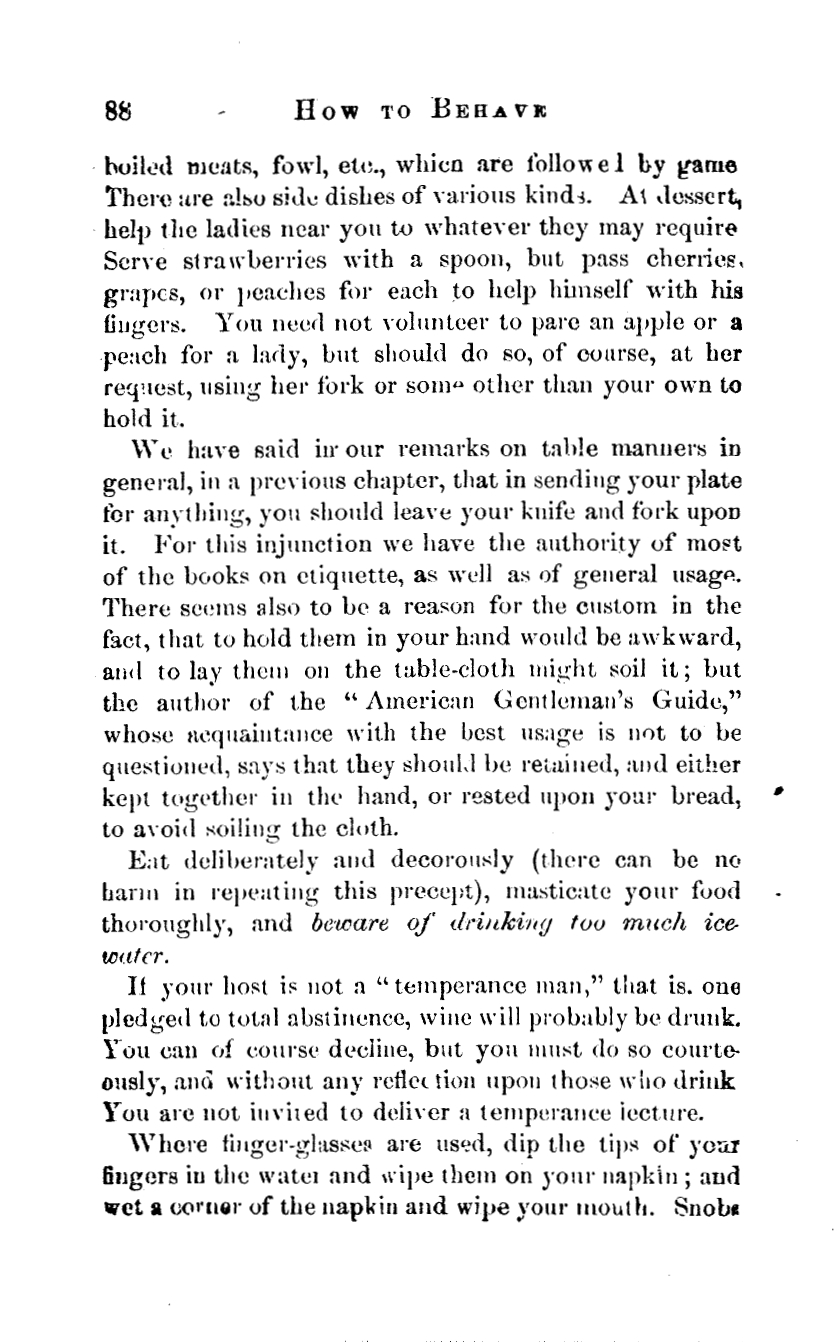 88 - HOW TO BEHAVE
boiled meats, fowl, etc., which are followed by game
There are also side dishes of various kinds. At dessert,
help the ladies near you to whatever they may require
Serve strawberries with a spoon, but pass cherries,
grapes, or peaches for each to help himself with his
fingers. You need not volunteer to pare an apple or a
peach for a lady, but should do so, of course, at her
request, using her fork or some other than your own to
hold it.
We have said in our remarks on table manners in
general, in a previous chapter, that in sending your plate
for anything, you should leave your knife and fork upon
it. For this injunction we have the authority of most
of the books on etiquette, as well as of general usage.
There seems also to be a reason for the custom in the
fact, that to hold them in your hand would be awkward,
and to lay them on the table-cloth might soil it; but
the author of the "American Gentleman's Guide,"
whose acquaintance with the best usage is not to be
questioned, says that they should be retained, and either
kept together in the hand, or rested upon your bread,
to avoid soiling the cloth.
Eat deliberately and decorously (there can be no
harm in repeating this precept), masticate your food
thoroughly, and beware of drinking too much ice-
water.
If your host is not a "temperance man," that is. one
pledged to total abstinence, wine will probably be drunk.
You can of course decline, but you must do so courte-
ously, and without any reflection upon those who drink
You are not invited to deliver a temperance lecture.
Where finger-glasses are used, dip the tips of your
fingers in the water and wipe them on your napkin; and
wet a corner of the napkin and wipe your mouth. Snobs